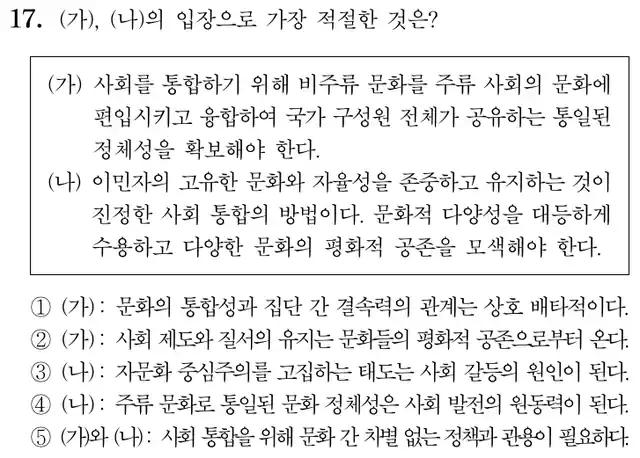 17. (가), (나)의 입장으로 가장 적절한 것은?
(가) 사회를 통합하기 위해 비주류 문화를 주류 사회의 문화에
편입시키고 융합하여 국가 구성원 전체가 공유하는 통일된
정체성을 확보해야 한다.
(나) 이민자의 고유한 문화와 자율성을 존중하고 유지하는 것이
진정한 사회 통합의 방법이다. 문화적 다양성을 대등하게
수용하고 다양한 문화의 평화적 공존을 모색해야 한다.
① (가): 문화의 통합성과 집단 간 결속력의 관계는 상호 배타적이다.
② (가): 사회 제도와 질서의 유지는 문화들의 평화적 공존으로부터 온다.
③ (나): 자문화 중심주의를 고집하는 태도는 사회 갈등의 원인이 된다.
④ (나): 주류 문화로 통일된 문화 정체성은 사회 발전의 원동력이 된다.
⑤ (가)와 (나): 사회 통합을 위해 문화 간 차별 없는 정책과 관용이 필요하다.